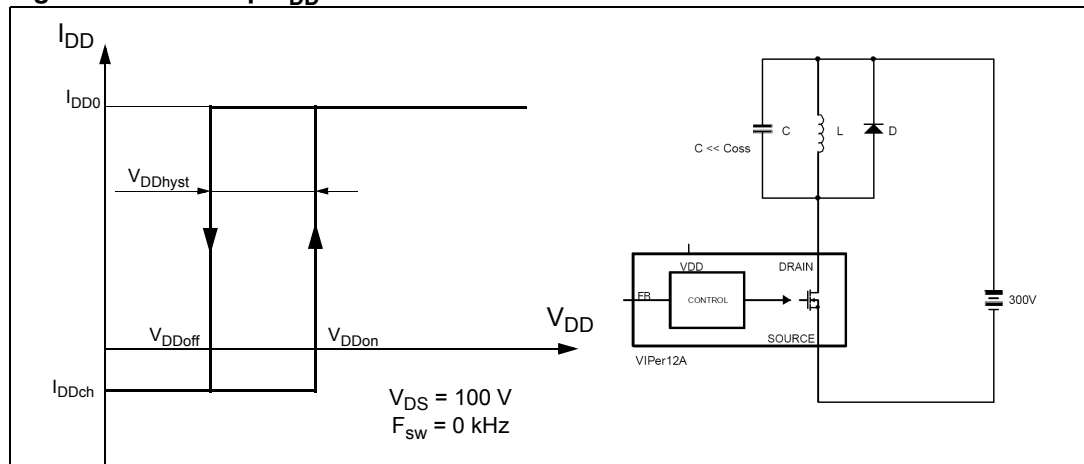 I_DD
I_DD0
V_DDhyst
V_DDoff
V_DDon
V_DD
I_DDch
V_DS = 100 V
F_sw = 0 kHz
C
L
D
C << Coss
VDD
DRAIN
FB
CONTROL
SOURCE
VIPer12A
300V